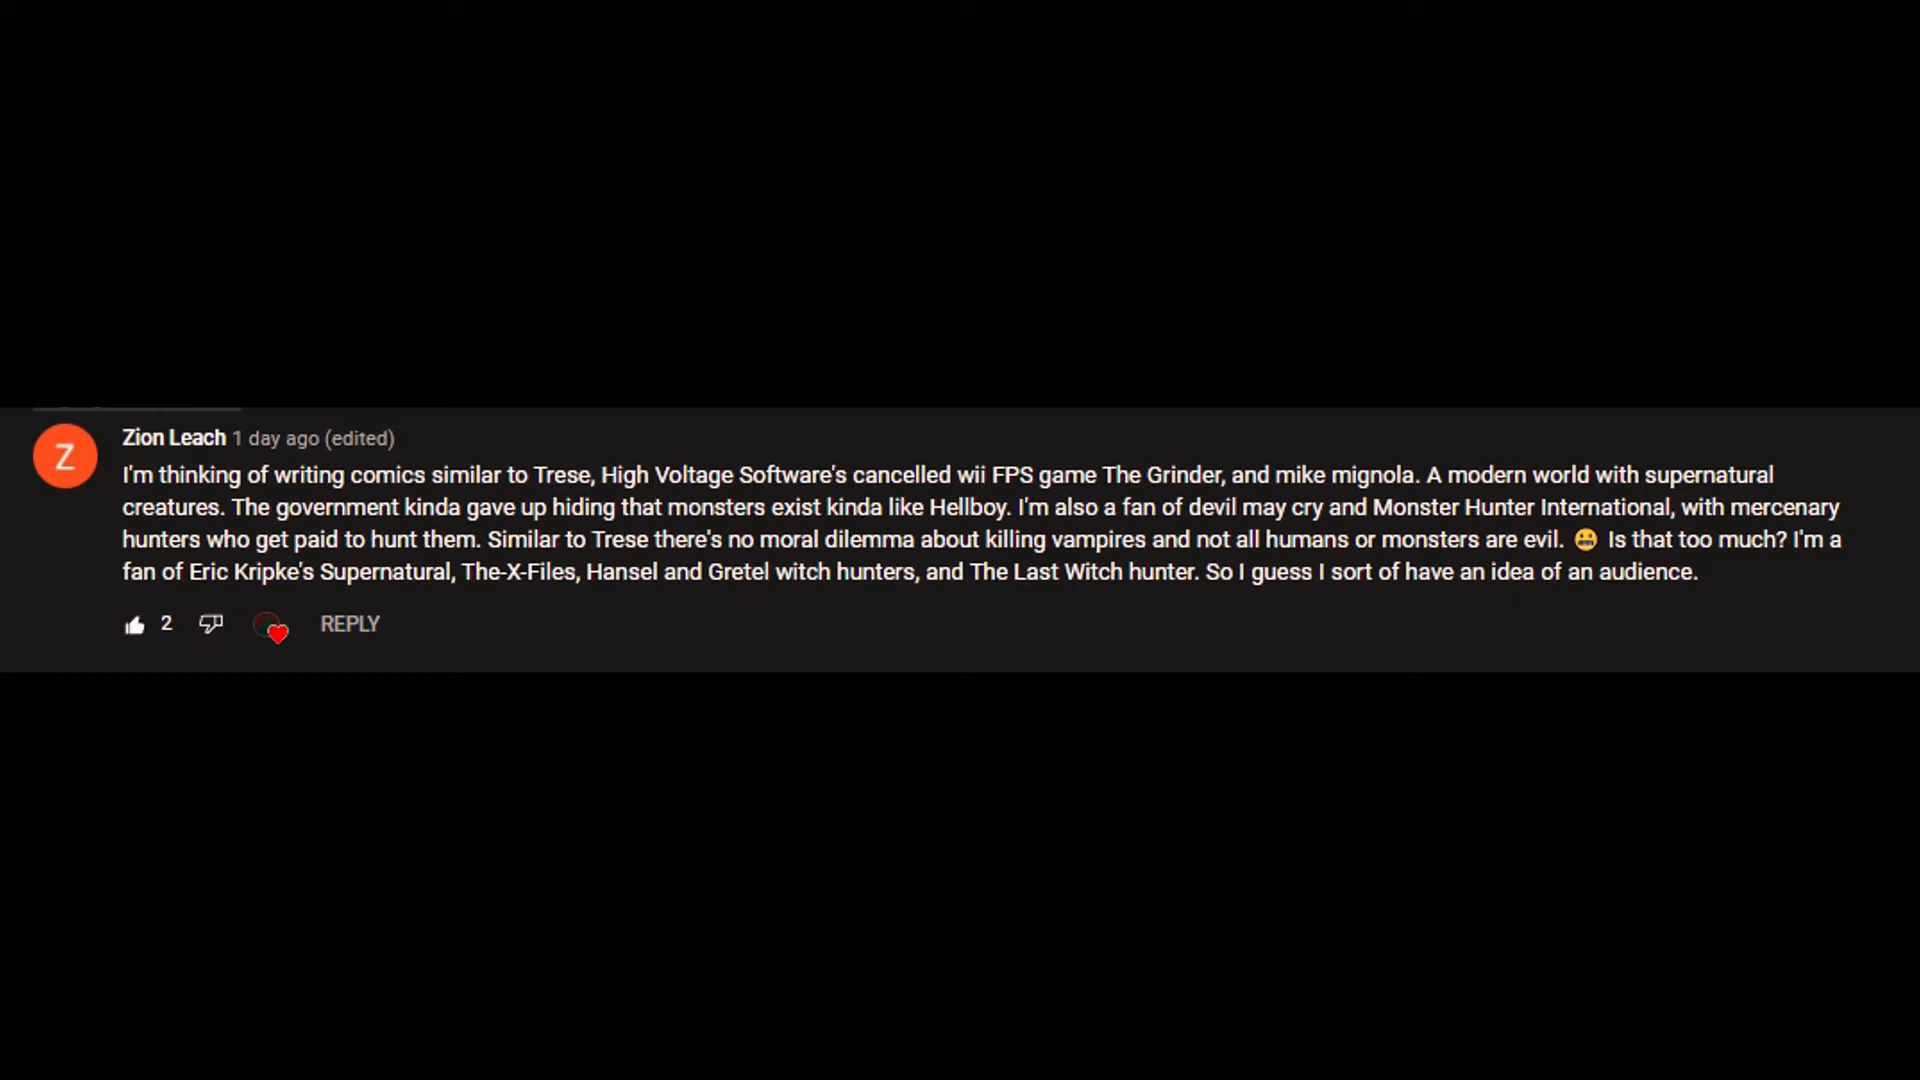 Z
Zion Leach 1 day ago (edited)
I'm thinking of writing comics similar to Trese, High Voltage Software's cancelled wii FPS game The Grinder, and mike mignola. A modern world with supernatural
creatures. The government kinda gave up hiding that monsters exist kinda like Hellboy. I'm also a fan of devil may cry and Monster Hunter International, with mercenary
hunters who get paid to hunt them. Similar to Trese there's no moral dilemma about killing vampires and not all humans or monsters are evil. 😬 Is that too much? I'm a
fan of Eric Kripke's Supernatural, The-X-Files, Hansel and Gretel witch hunters, and The Last Witch hunter. So I guess I sort of have an idea of an audience.
2 REPLY